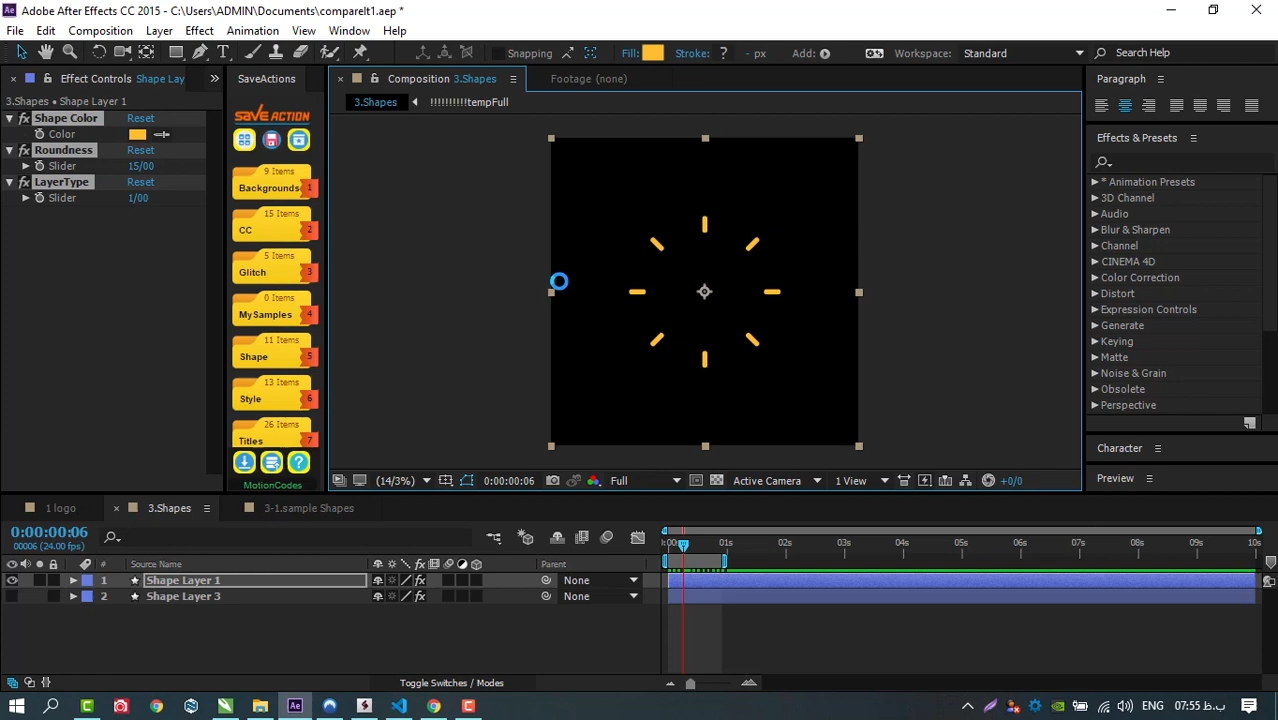 Adobe After Effects CC 2015 - C:\Users\ADMIN\Documents\comparelt1.aep *
File Edit Composition Layer Effect Animation View Window Help
Snapping Fill: Stroke: ? - px Add: Workspace: Standard Search Help
Effect Controls Shape Lay
3.Shapes • Shape Layer 1
fx Shape Color Reset
Color
fx Roundness Reset
Slider 15/00
fx LayerType Reset
Slider 1/00
SaveActions
SAVE ACTION
9 Items
Backgrounds 1
15 Items
CC 2
5 Items
Glitch 3
0 Items
MySamples 4
11 Items
Shape 5
13 Items
Style 6
26 Items
Titles 7
MotionCodes
Composition 3.Shapes Footage (none)
3.Shapes !!!!!!!!!!tempFull
(14/3%) 0:00:00:06 Full Active Camera 1 View +0/0
Paragraph
Effects & Presets
* Animation Presets
3D Channel
Audio
Blur & Sharpen
Channel
CINEMA 4D
Color Correction
Distort
Expression Controls
Generate
Keying
Matte
Noise & Grain
Obsolete
Perspective
Character
Preview
1 logo 3.Shapes 3-1.sample Shapes
0:00:00:06
00006 (24.00 fps)
# Source Name fx Parent
1 Shape Layer 1 fx None
2 Shape Layer 3 fx None
01s 02s 03s 04s 05s 06s 07s 08s 09s 10s
Toggle Switches / Modes
07:55 ب.ظ